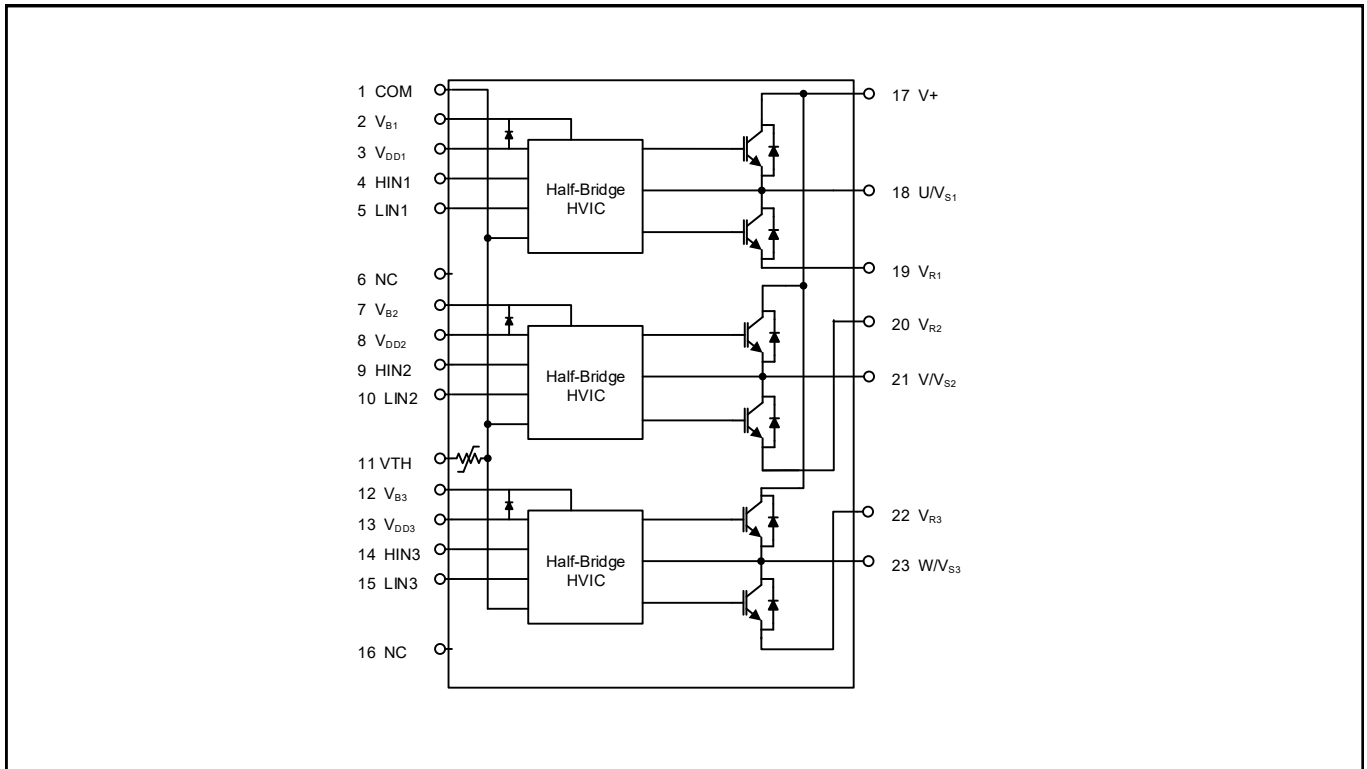 1 COM
2 VB1
3 VDD1
4 HIN1
5 LIN1
6 NC
7 VB2
8 VDD2
9 HIN2
10 LIN2
11 VTH
12 VB3
13 VDD3
14 HIN3
15 LIN3
16 NC
Half-Bridge
HVIC
Half-Bridge
HVIC
Half-Bridge
HVIC
17 V+
18 U/VS1
19 VR1
20 VR2
21 V/VS2
22 VR3
23 W/VS3